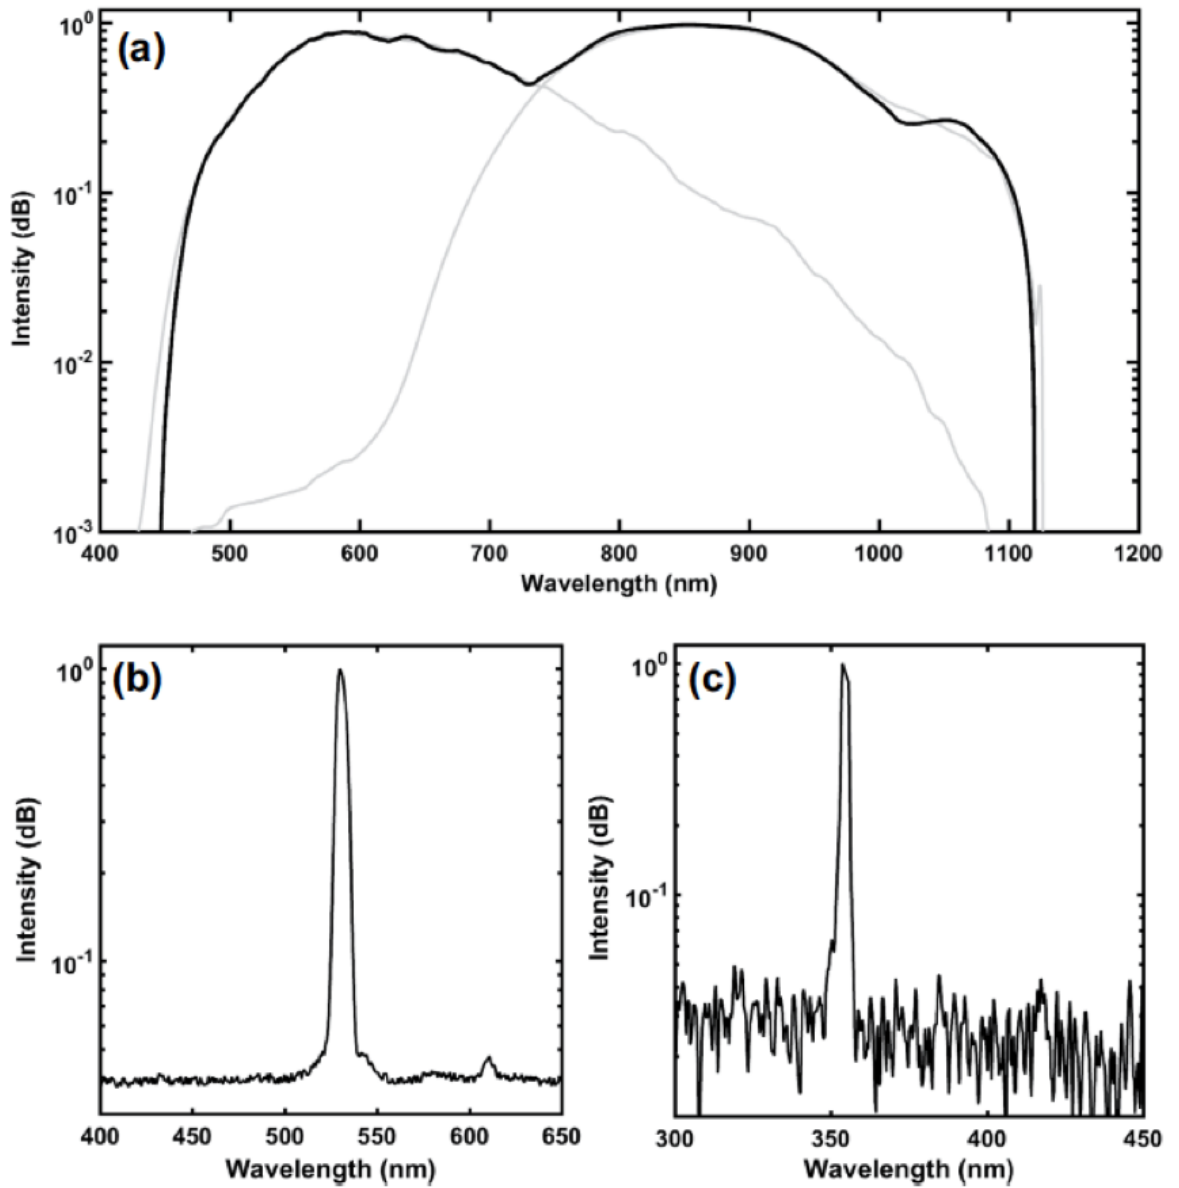 (a)
Intensity (dB)
10^0
10^-1
10^-2
10^-3
400 500 600 700 800 900 1000 1100 1200
Wavelength (nm)
(b)
Intensity (dB)
10^0
10^-1
400 450 500 550 600 650
Wavelength (nm)
(c)
Intensity (dB)
10^0
10^-1
300 350 400 450
Wavelength (nm)